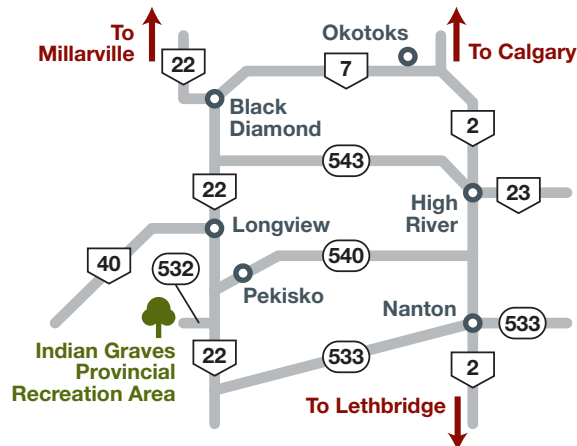 To
Millarville
Okotoks
To Calgary
22
7
Black
Diamond
2
543
22
High
River
23
Longview
40
532
540
Pekisko
Nanton
533
Indian Graves
Provincial
Recreation Area
22
533
2
To Lethbridge